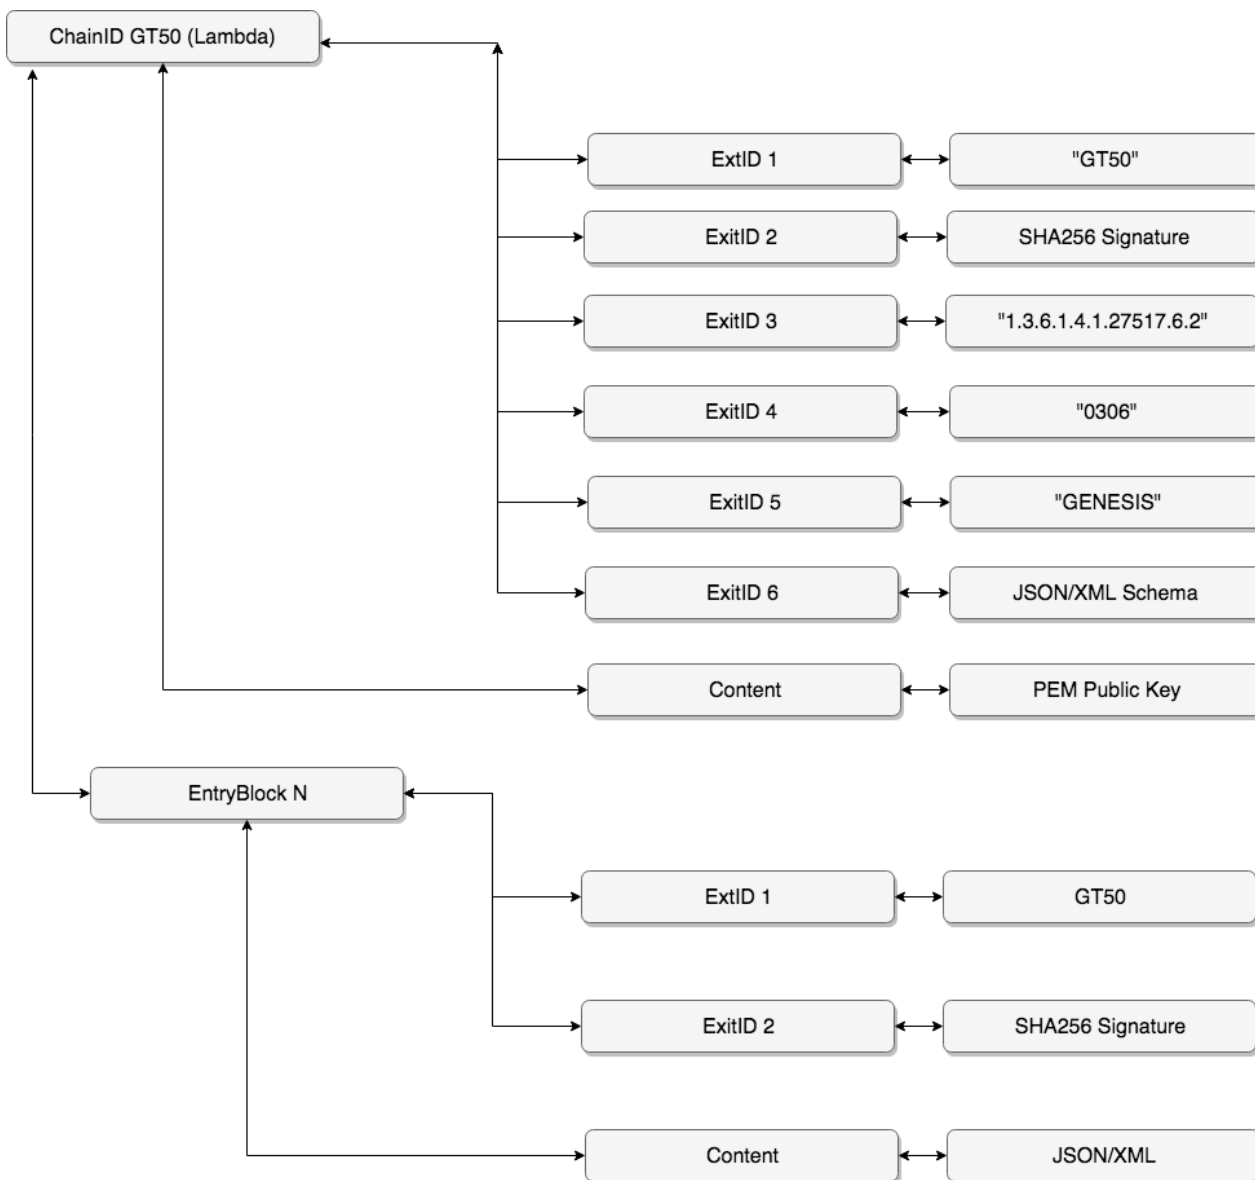 ChainID GT50 (Lambda)
ExtID 1
"GT50"
ExitID 2
SHA256 Signature
ExitID 3
"1.3.6.1.4.1.27517.6.2"
ExitID 4
"0306"
ExitID 5
"GENESIS"
ExitID 6
JSON/XML Schema
Content
PEM Public Key
EntryBlock N
ExtID 1
GT50
ExitID 2
SHA256 Signature
Content
JSON/XML